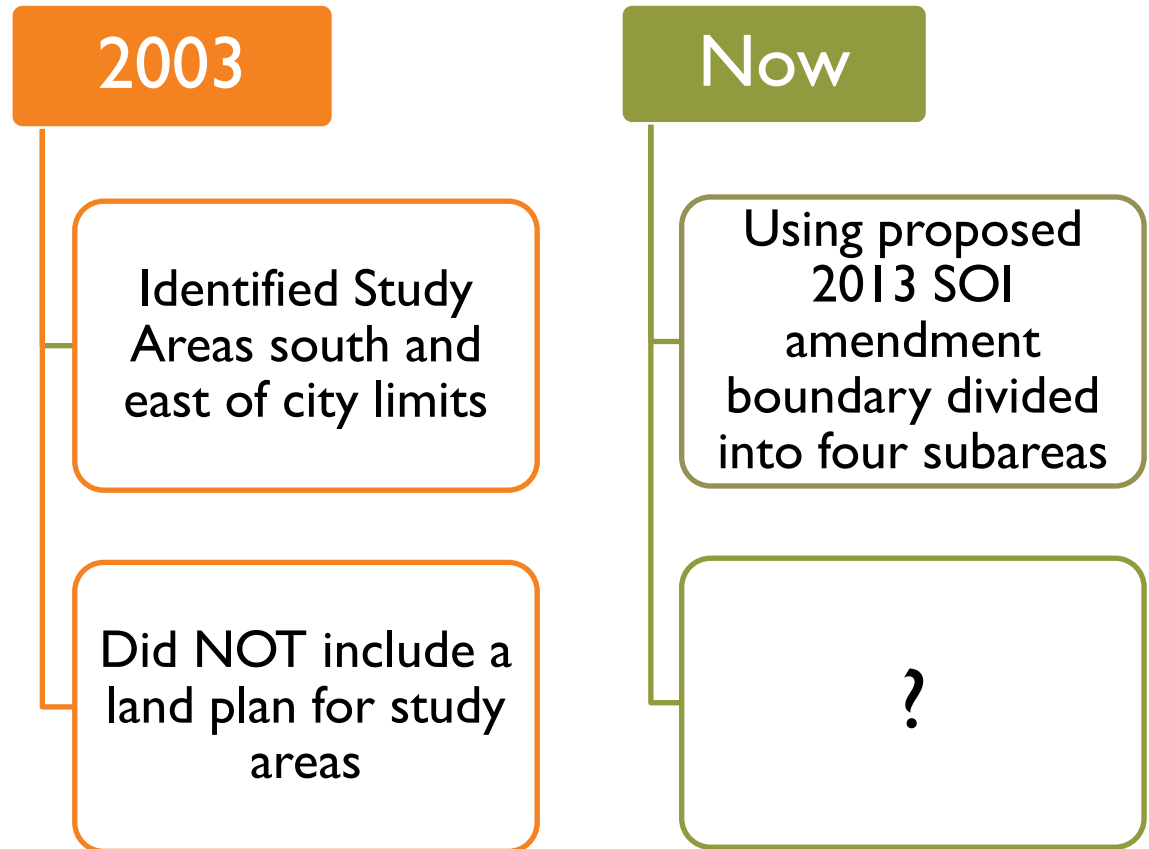 2003
Identified Study
Areas south and
east of city limits
Did NOT include a
land plan for study
areas
Now
Using proposed
2013 SOI
amendment
boundary divided
into four subareas
?